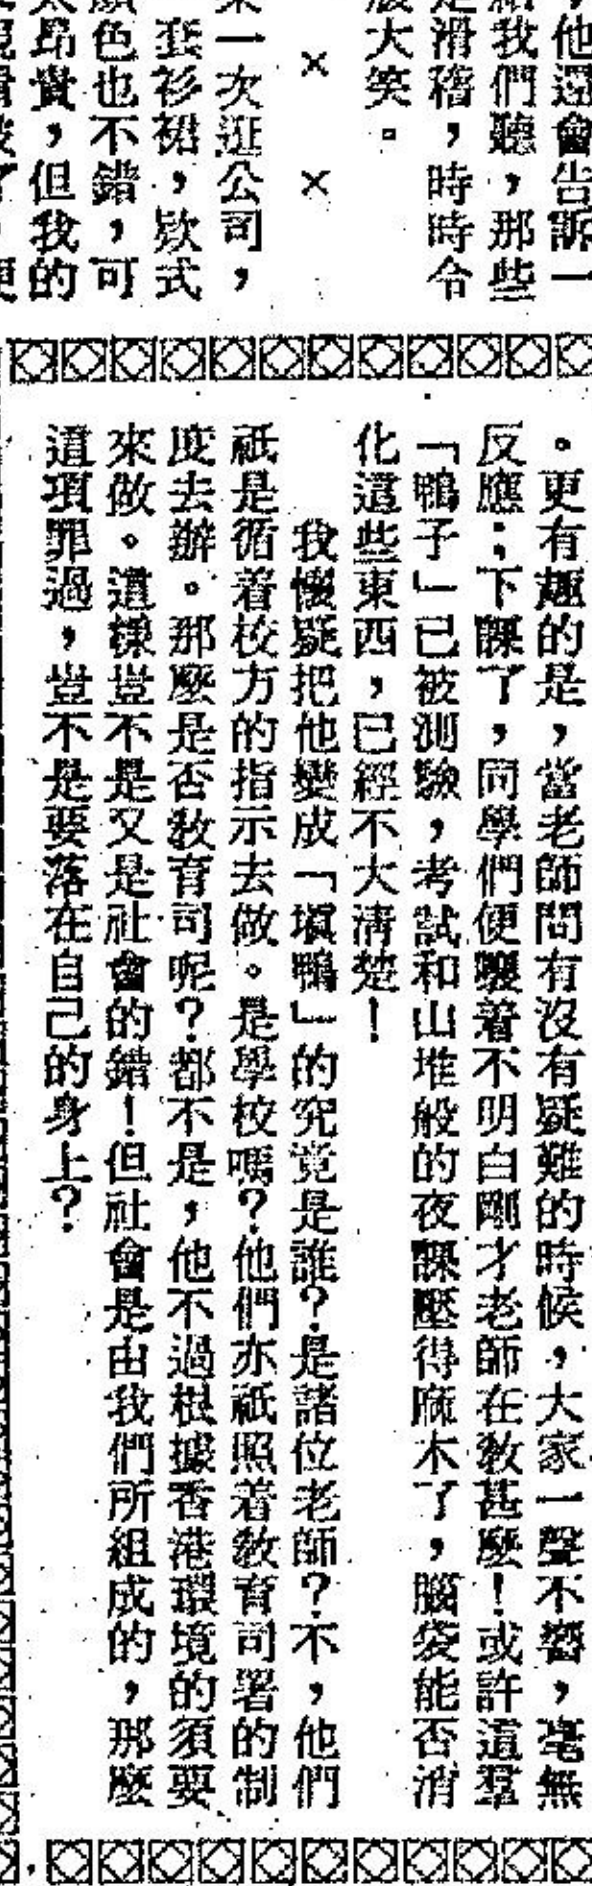 ，他還會告訴一
給我們聽，那些
是滑稽，時時令
大笑。
×　×
一次逛公司，
套衫裙，欵式
顏色也不錯，可
昂貴，但我的
。更有趣的是，當老師問有沒有疑難的時候，大家一聲不響，毫無
反應；下課了，同學們便嚷着不明白剛才老師在敎甚麼！或許這羣
「鴨子」已被測驗，考試和山堆般的夜課壓得麻木了，腦袋能否消
化這些東西，已經不大清楚！
我懷疑把他變成「塡鴨」的究竟是誰？是諸位老師？不，他們
祇是循着校方的指示去做。是學校嗎？他們亦祇照着敎育司署的制
度去辦。那麼是否敎育司呢？都不是，他不過根據香港環境的須要
來做。這樣豈不是又是社會的錯！但社會是由我們所組成的，那麼
這項罪過，豈不是要落在自己的身上？